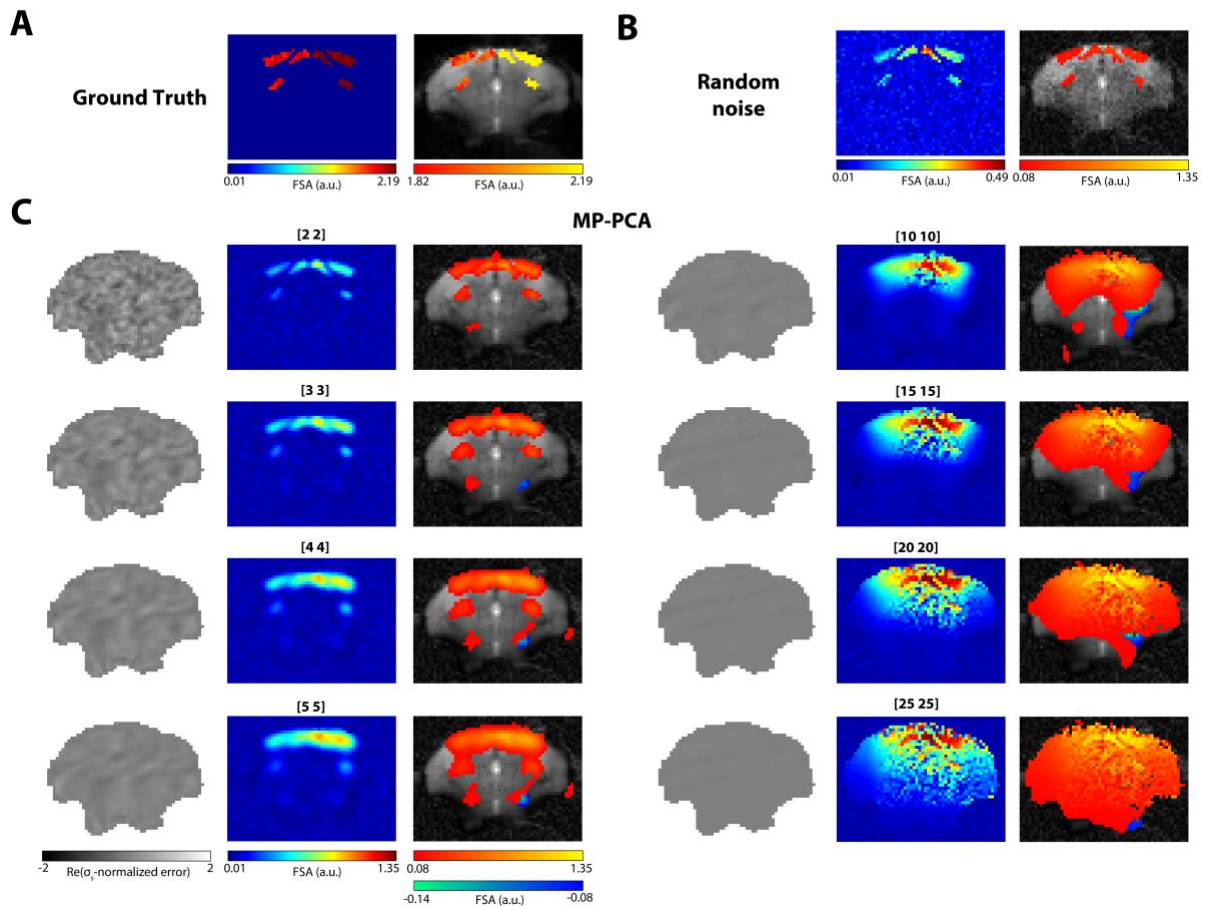 A
B
Ground Truth
Random
noise
0.01 FSA (a.u.) 2.19
1.82 FSA (a.u.) 2.19
0.01 FSA (a.u.) 0.49
0.08 FSA (a.u.) 1.35
C
MP-PCA
[2 2]
[10 10]
[3 3]
[15 15]
[4 4]
[20 20]
[5 5]
[25 25]
-2 Re(σs-normalized error) 2
0.01 FSA (a.u.) 1.35
0.08 1.35
-0.14 FSA (a.u.) -0.08